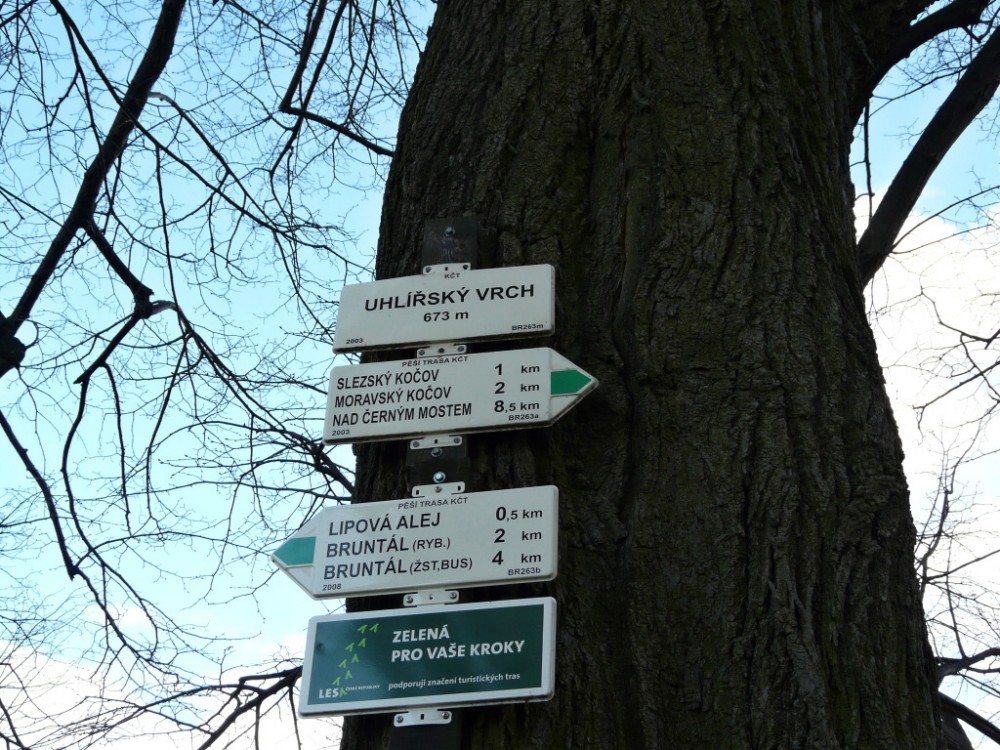 KČT
UHLÍŘSKÝ VRCH
673 m
2003 BR263m
PĚŠÍ TRASA KČT
SLEZSKÝ KOČOV 1 km
MORAVSKÝ KOČOV 2 km
NAD ČERNÝM MOSTEM 8,5 km
2003 BR263a
PĚŠÍ TRASA KČT
LIPOVÁ ALEJ 0,5 km
BRUNTÁL (RYB.) 2 km
BRUNTÁL (ŽST,BUS) 4 km
2008 BR263b
ZELENÁ
PRO VAŠE KROKY
LESY ČESKÉ REPUBLIKY podporují značení turistických tras